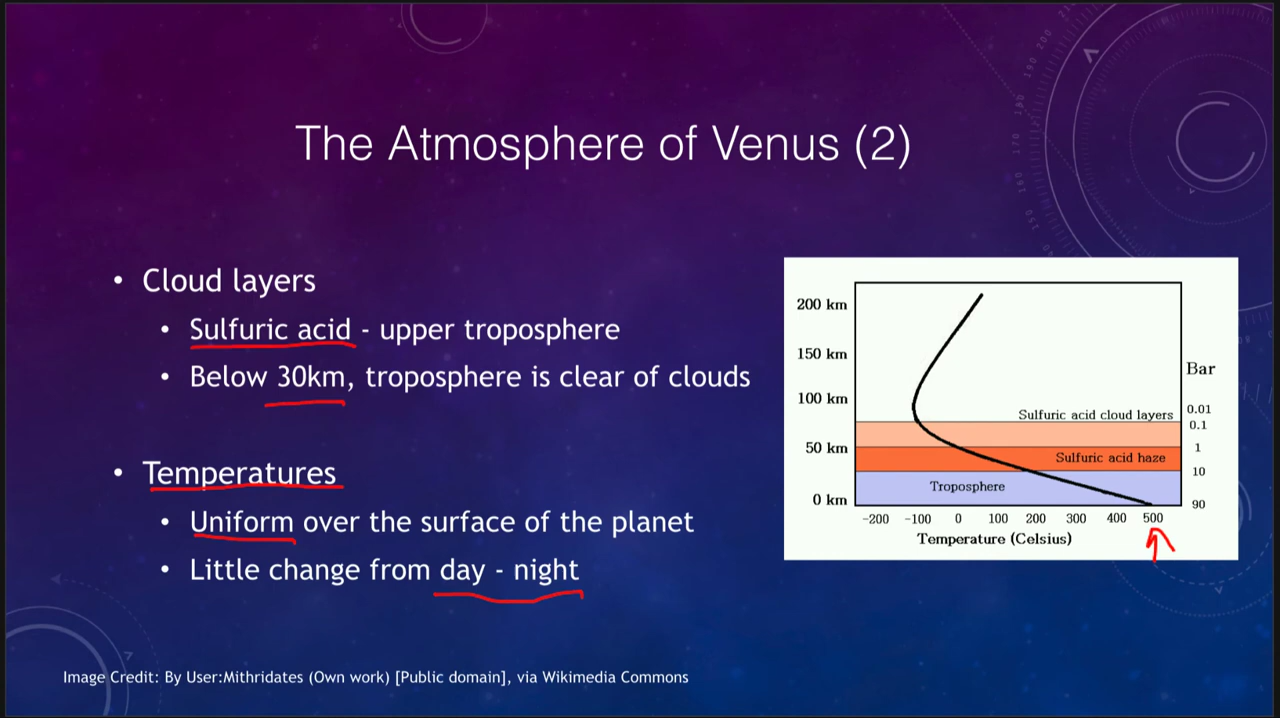 The Atmosphere of Venus (2)
• Cloud layers
• Sulfuric acid - upper troposphere
• Below 30km, troposphere is clear of clouds
• Temperatures
• Uniform over the surface of the planet
• Little change from day - night
200 km
150 km
100 km
50 km
0 km
Sulfuric acid cloud layers
Sulfuric acid haze
Troposphere
Bar
0.01
0.1
1
10
90
-200 -100 0 100 200 300 400 500
Temperature (Celsius)
Image Credit: By User:Mithridates (Own work) [Public domain], via Wikimedia Commons